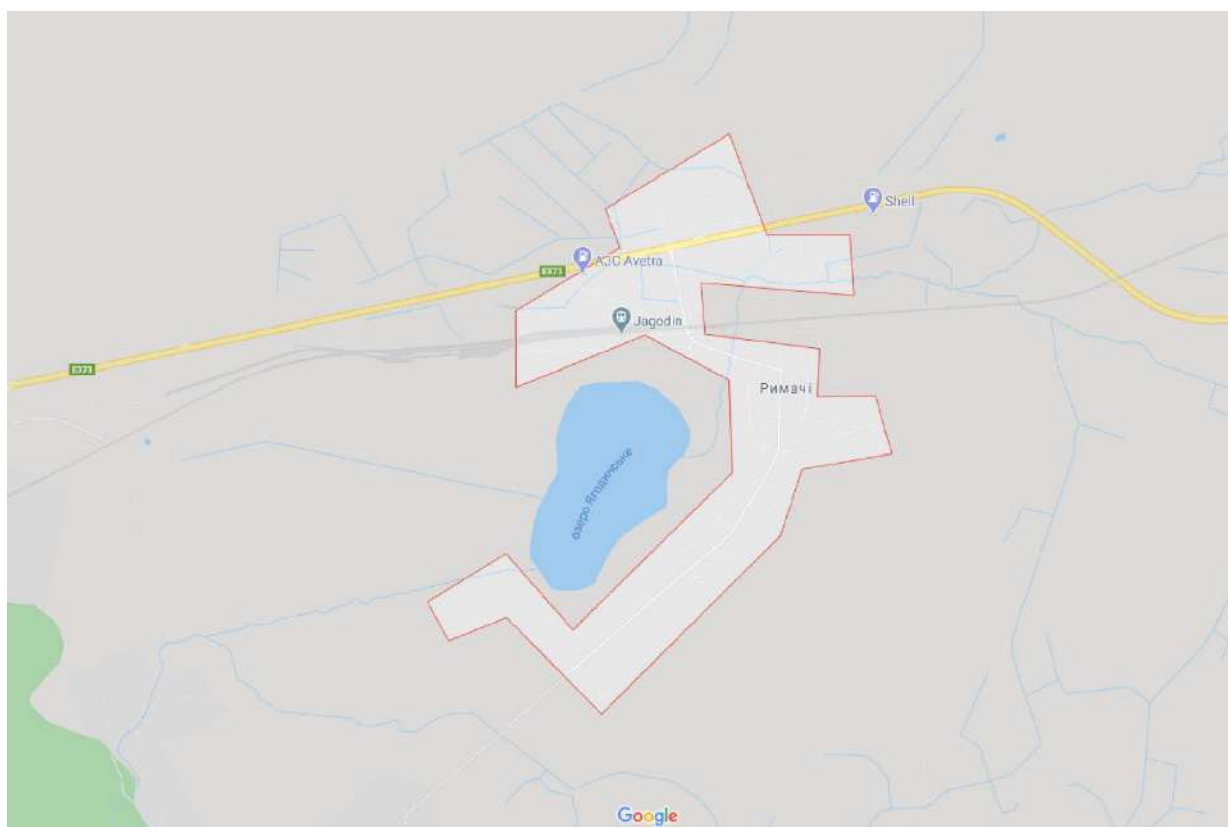 Shell
АЗС Avetra
E373
Jagodin
E373
Римачі
озеро Ягодинське
Google